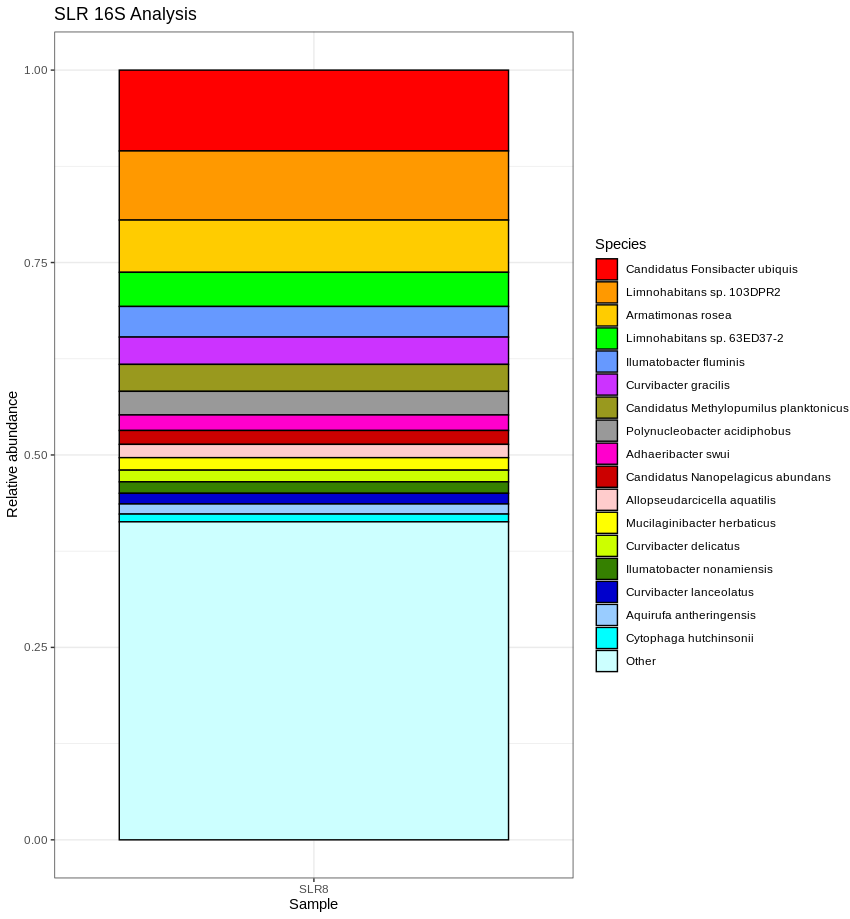 SLR 16S Analysis
1.00
0.75
0.50
0.25
0.00
Relative abundance
SLR8
Sample
Species
Candidatus Fonsibacter ubiquis
Limnohabitans sp. 103DPR2
Armatimonas rosea
Limnohabitans sp. 63ED37-2
Ilumatobacter fluminis
Curvibacter gracilis
Candidatus Methylopumilus planktonicus
Polynucleobacter acidiphobus
Adhaeribacter swui
Candidatus Nanopelagicus abundans
Allopseudarcicella aquatilis
Mucilaginibacter herbaticus
Curvibacter delicatus
Ilumatobacter nonamiensis
Curvibacter lanceolatus
Aquirufa antheringensis
Cytophaga hutchinsonii
Other